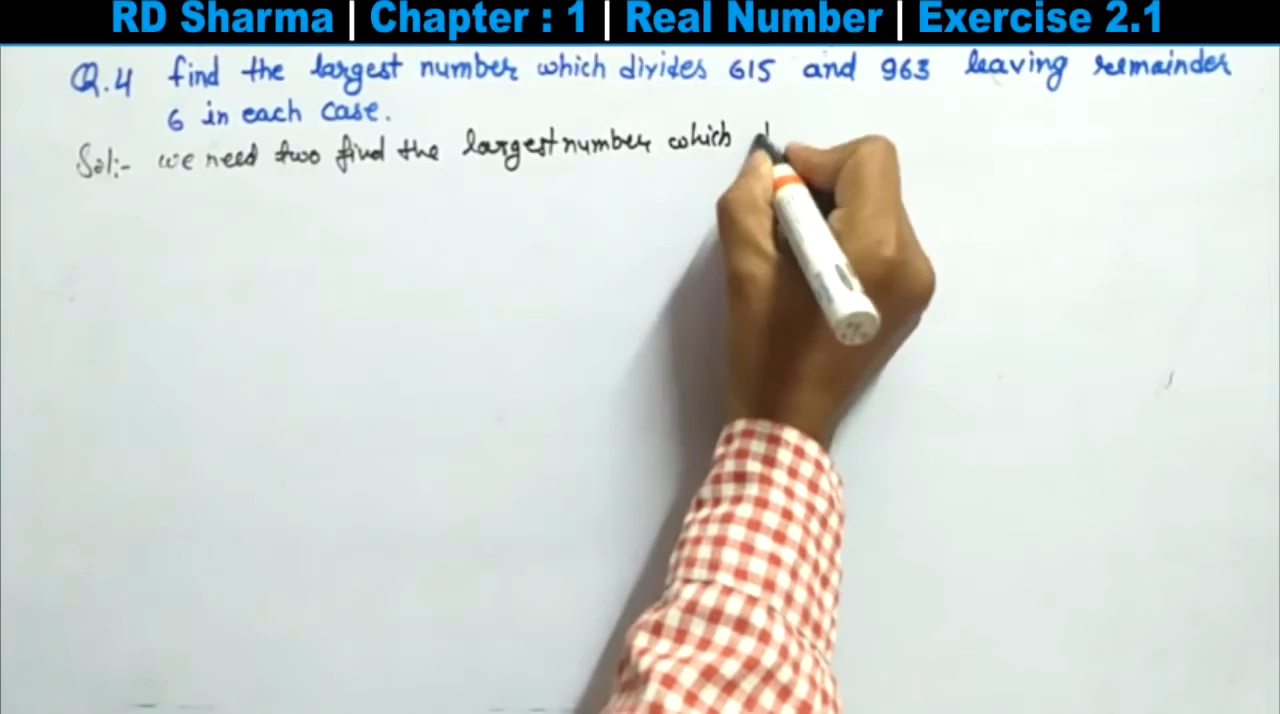 RD Sharma | Chapter : 1 | Real Number | Exercise 2.1
Q.4 find the largest number which divides 615 and 963 leaving remainder
6 in each case.
Sol:- we need two find the largest number which